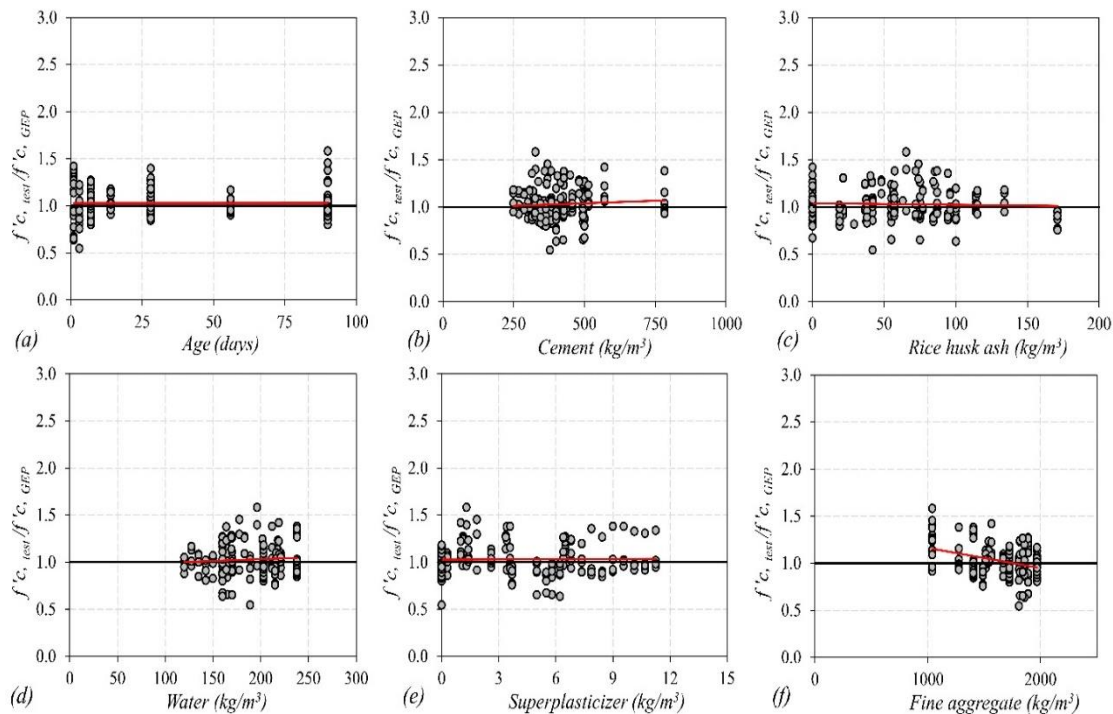 3.0
2.5
2.0
1.5
1.0
0.5
0.0
f'c, test/f'c, GEP
0 25 50 75 100
(a) Age (days)
3.0
2.5
2.0
1.5
1.0
0.5
0.0
f'c, test/f'c, GEP
0 250 500 750 1000
(b) Cement (kg/m³)
3.0
2.5
2.0
1.5
1.0
0.5
0.0
f'c, test/f'c, GEP
0 50 100 150 200
(c) Rice husk ash (kg/m³)
3.0
2.5
2.0
1.5
1.0
0.5
0.0
f'c, test/f'c, GEP
0 50 100 150 200 250 300
(d) Water (kg/m³)
3.0
2.5
2.0
1.5
1.0
0.5
0.0
f'c, test/f'c, GEP
0 3 6 9 12 15
(e) Superplasticizer (kg/m³)
3.0
2.5
2.0
1.5
1.0
0.5
0.0
f'c, test/f'c, GEP
0 1000 2000
(f) Fine aggregate (kg/m³)